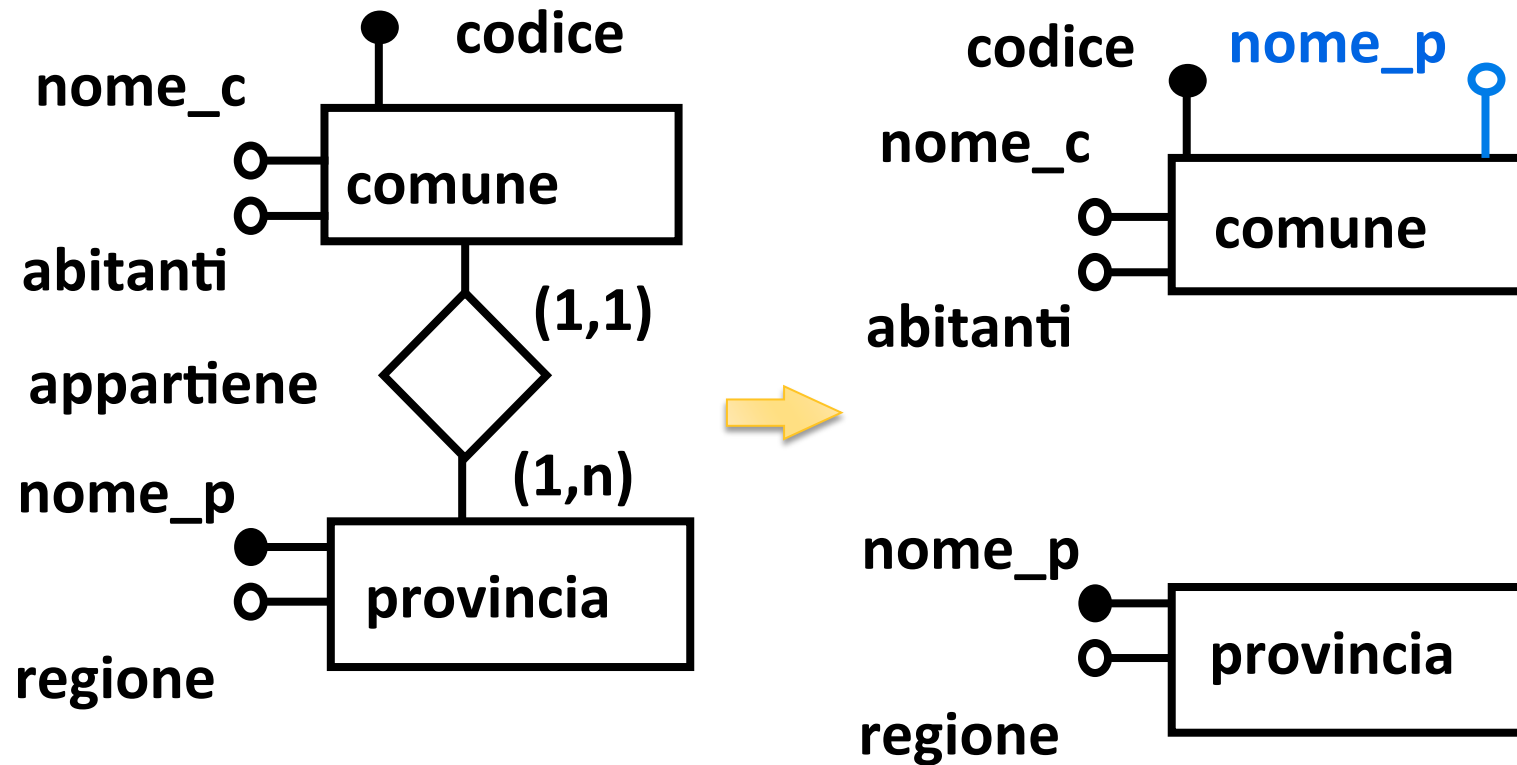 codice
nome_c
comune
abitanti
(1,1)
appartiene
(1,n)
nome_p
provincia
regione
codice
nome_p
nome_c
comune
abitanti
nome_p
provincia
regione